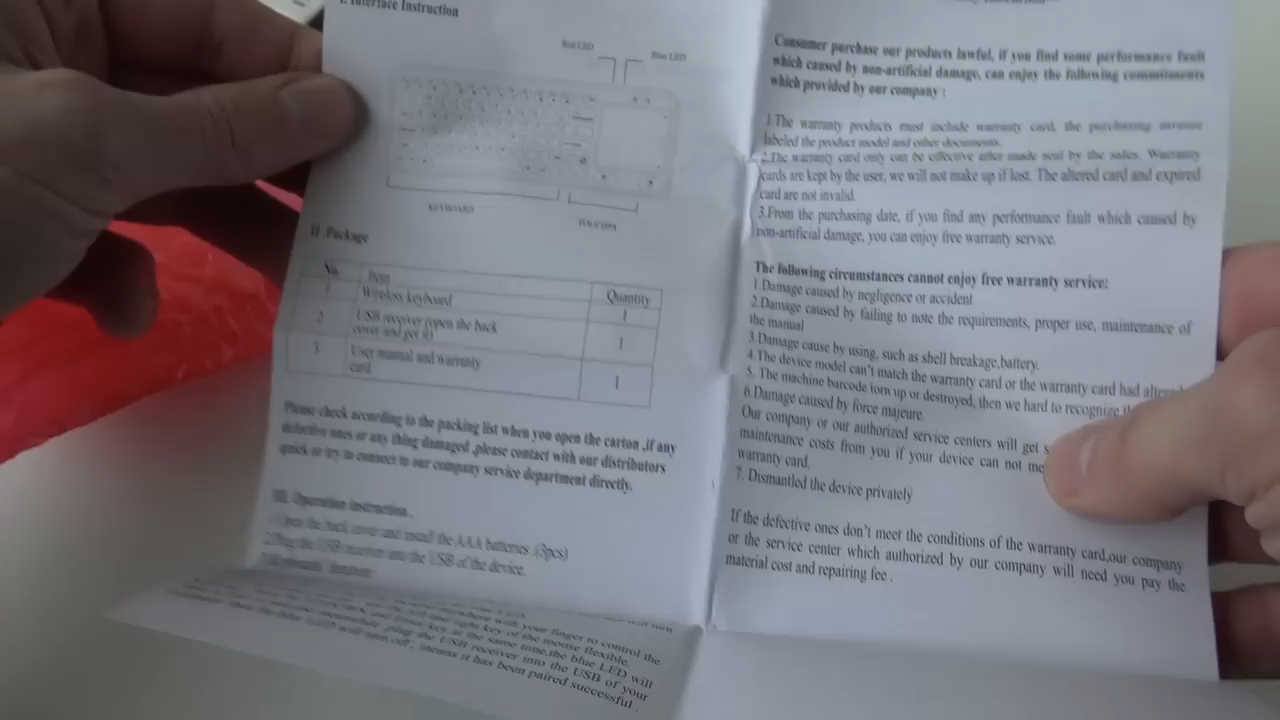 I. Interface Instruction
Red LED
Blue LED
KEYBOARD
II .Package
No. Item Quantity
1 Wireless keyboard 1
2 USB receiver (open the back
cover and get it) 1
3 User manual and warranty
card 1
Please check according to the packing list when you open the carton ,if any
defective ones or any thing damaged ,please contact with our distributors
quick or try to connect to our company service department directly.
III. Operation instruction .
Open the back cover and install the AAA batteries .(3pcs)
2.Plug the USB receiver into the USB of the device.
anywhere with your finger to control the
left and right key of the mouse flexible.
key at the same time,the blue LED will
plug the USB receiver into the USB of your
LED will turn off , means it has been paired successful .
Consumer purchase our products lawful, if you find some performance fault
which caused by non-artificial damage, can enjoy the following commitments
which provided by our company :
1.The warranty products must include warranty card, the purchasing invoice
labeled the product model and other documents.
2.The warranty card only can be effective after made seal by the sales. Warranty
cards are kept by the user, we will not make up if lost. The altered card and expired
card are not invalid.
3.From the purchasing date, if you find any performance fault which caused by
non-artificial damage, you can enjoy free warranty service.
The following circumstances cannot enjoy free warranty service:
1.Damage caused by negligence or accident
2.Damage caused by failing to note the requirements, proper use, maintenance of
the manual
3.Damage cause by using, such as shell breakage,battery.
4.The device model can't match the warranty card or the warranty card had altered
5. The machine barcode torn up or destroyed, then we hard to recognize
6.Damage caused by force majeure.
Our company or our authorized service centers will get
maintenance costs from you if your device can not
warranty card.
7. Dismantled the device privately
If the defective ones don't meet the conditions of the warranty card,our company
or the service center which authorized by our company will need you pay the
material cost and repairing fee .